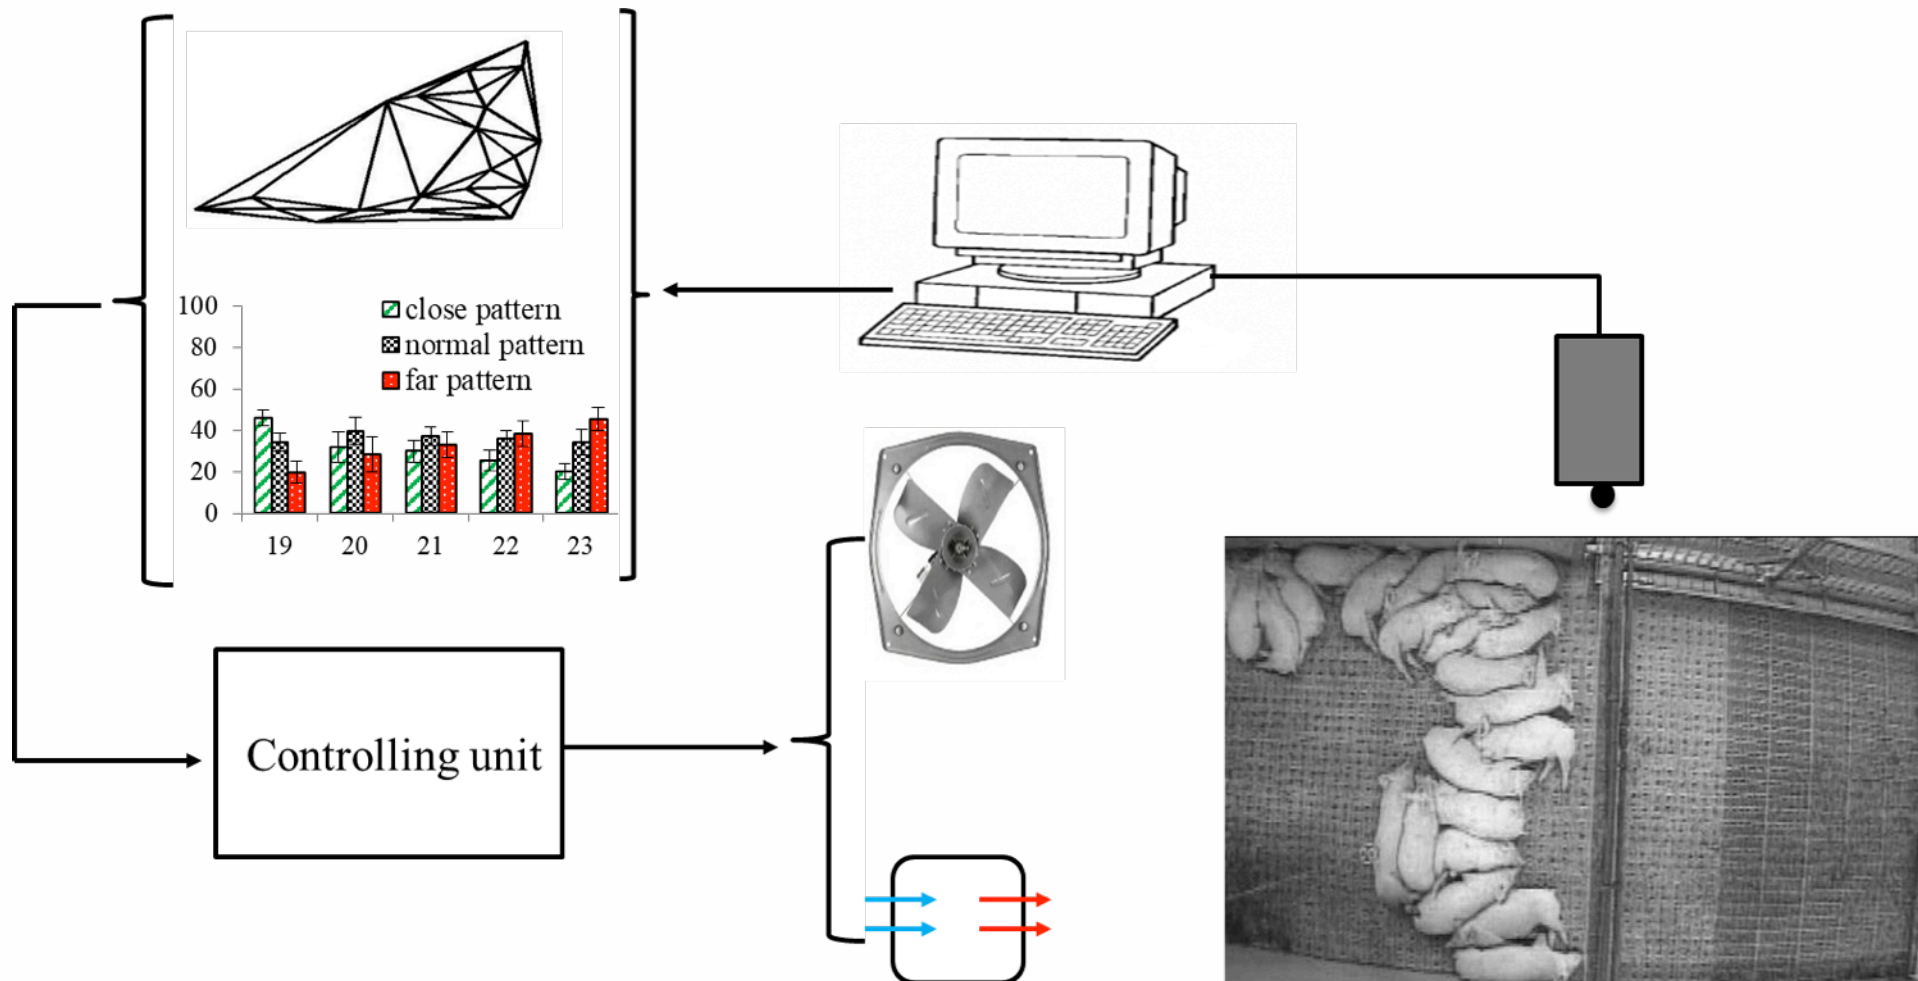 100
80
60
40
20
0
close pattern
normal pattern
far pattern
19 20 21 22 23
Controlling unit